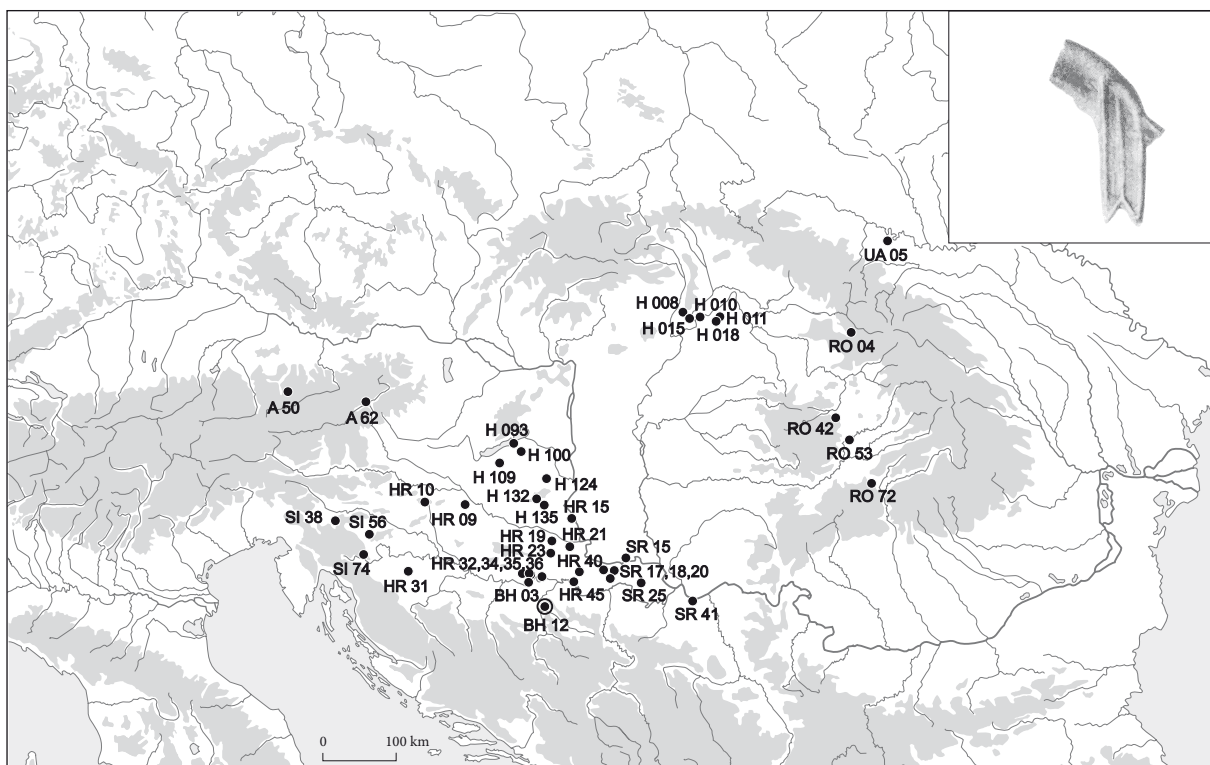 UA 05
H 008
H 010
H 015
H 011
H 018
RO 04
A 50
A 62
RO 42
H 093
RO 53
H 100
H 109
RO 72
H 124
HR 10
H 132
HR 15
HR 09
H 135
SI 38
SI 56
HR 19
HR 21
HR 23
SR 15
SI 74
HR 32,34,35,36
HR 40
SR 17,18,20
HR 31
BH 03
HR 45
SR 25
SR 41
BH 12
0
100 km